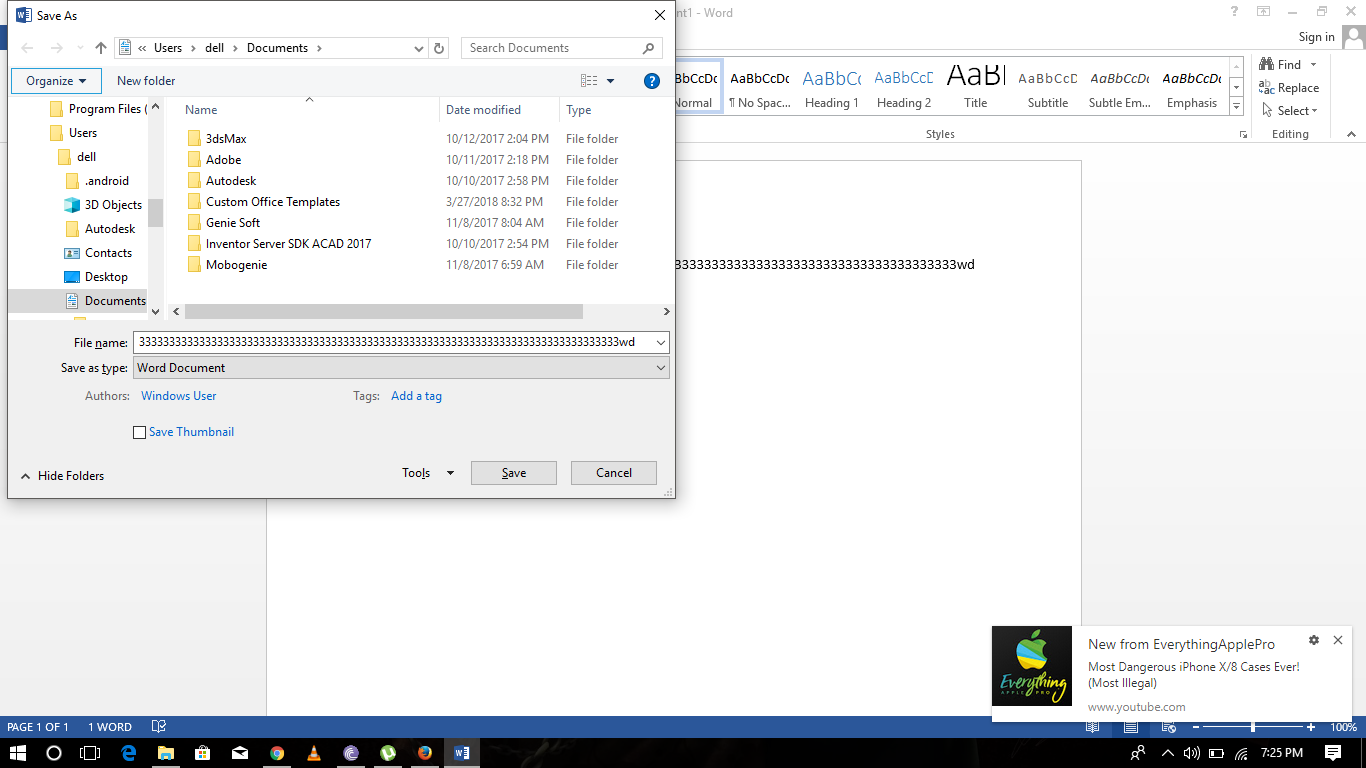 Save As
nt1 - Word
Sign in
« Users › dell › Documents ›
Search Documents
Organize
New folder
bCcDc AaBbCcDc AaBbCc AaBbCcD AaB AaBbCcD AaBbCcDc AaBbCcDc
Normal ¶ No Spac... Heading 1 Heading 2 Title Subtitle Subtle Em... Emphasis
Styles
Find
Replace
Select
Editing
Program Files (
Users
dell
.android
3D Objects
Autodesk
Contacts
Desktop
Documents
Name Date modified Type
3dsMax 10/12/2017 2:04 PM File folder
Adobe 10/11/2017 2:18 PM File folder
Autodesk 10/10/2017 2:58 PM File folder
Custom Office Templates 3/27/2018 8:32 PM File folder
Genie Soft 11/8/2017 8:04 AM File folder
Inventor Server SDK ACAD 2017 10/10/2017 2:54 PM File folder
Mobogenie 11/8/2017 6:59 AM File folder
File name:
Save as type: Word Document
Authors: Windows User Tags: Add a tag
Save Thumbnail
Hide Folders
Tools Save Cancel
New from EverythingApplePro
Most Dangerous iPhone X/8 Cases Ever!
(Most Illegal)
www.youtube.com
Everything
APPLE PRO
PAGE 1 OF 1 1 WORD
100%
7:25 PM